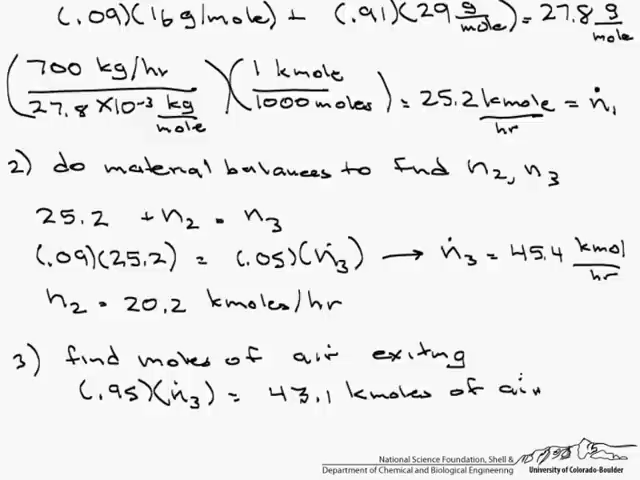 (.09)(16 g/mole) + (.91)(29 g/mole) = 27.8 g/mole
(700 kg/hr / 27.8 × 10⁻³ kg/mole)(1 kmole / 1000 moles) = 25.2 kmole/hr = ṅ₁
2) do material balances to find n₂, n₃
25.2 + n₂ = n₃
(.09)(25.2) = (.05)(ṅ₃) → ṅ₃ = 45.4 kmol/hr
n₂ = 20.2 kmoles/hr
3) find moles of air exiting
(.95)(ṅ₃) = 43.1 kmoles of air
National Science Foundation, Shell &
Department of Chemical and Biological Engineering
University of Colorado-Boulder